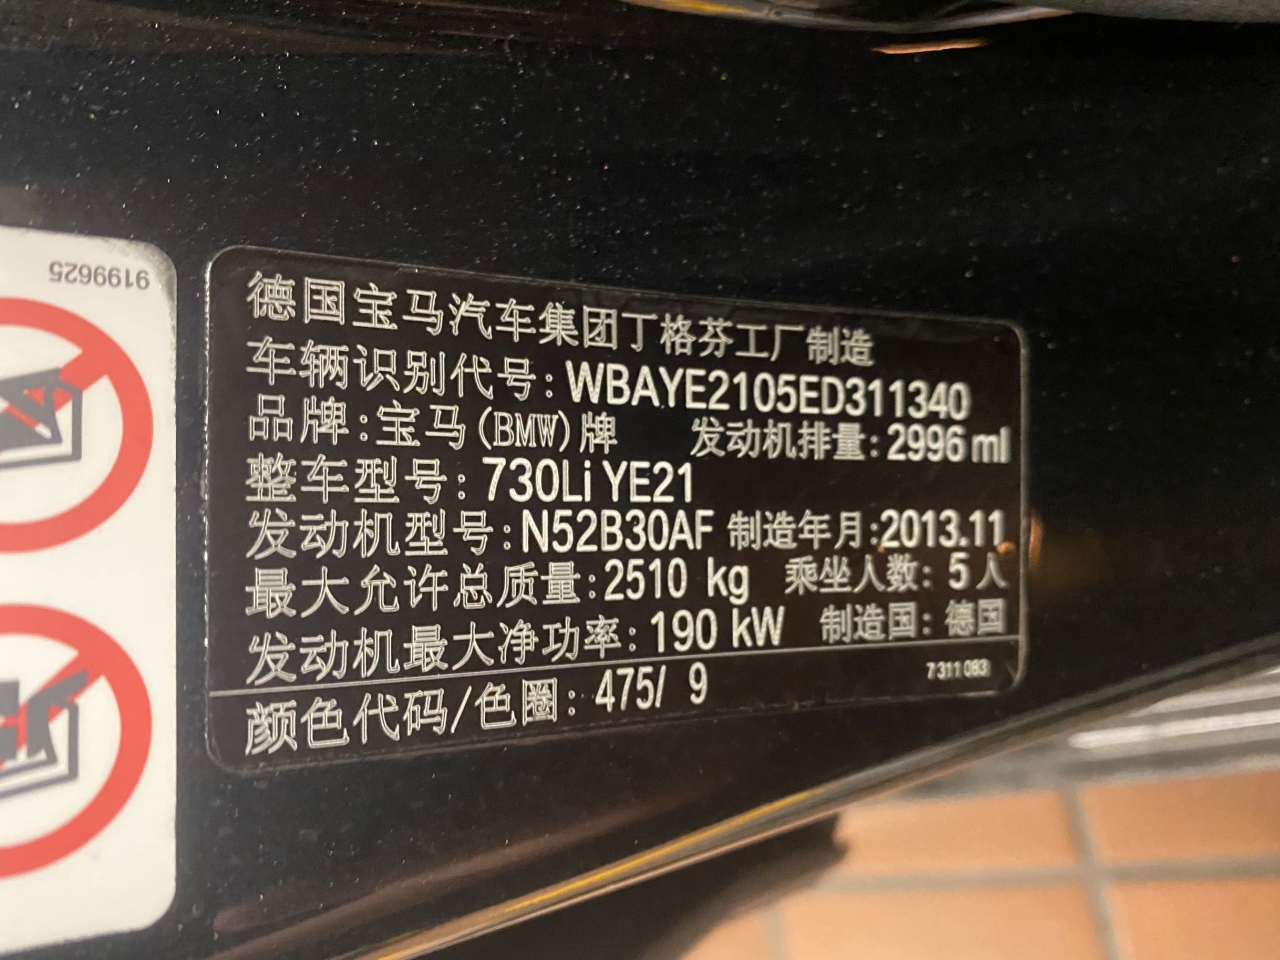 9199625
德国宝马汽车集团丁格芬工厂制造
车辆识别代号: WBAYE2105ED311340
品牌: 宝马(BMW)牌 发动机排量: 2996 ml
整车型号: 730Li YE21
发动机型号: N52B30AF 制造年月: 2013.11
最大允许总质量: 2510 kg 乘坐人数: 5人
发动机最大净功率: 190 kW 制造国: 德国
7 311 083
颜色代码/色圈: 475/ 9